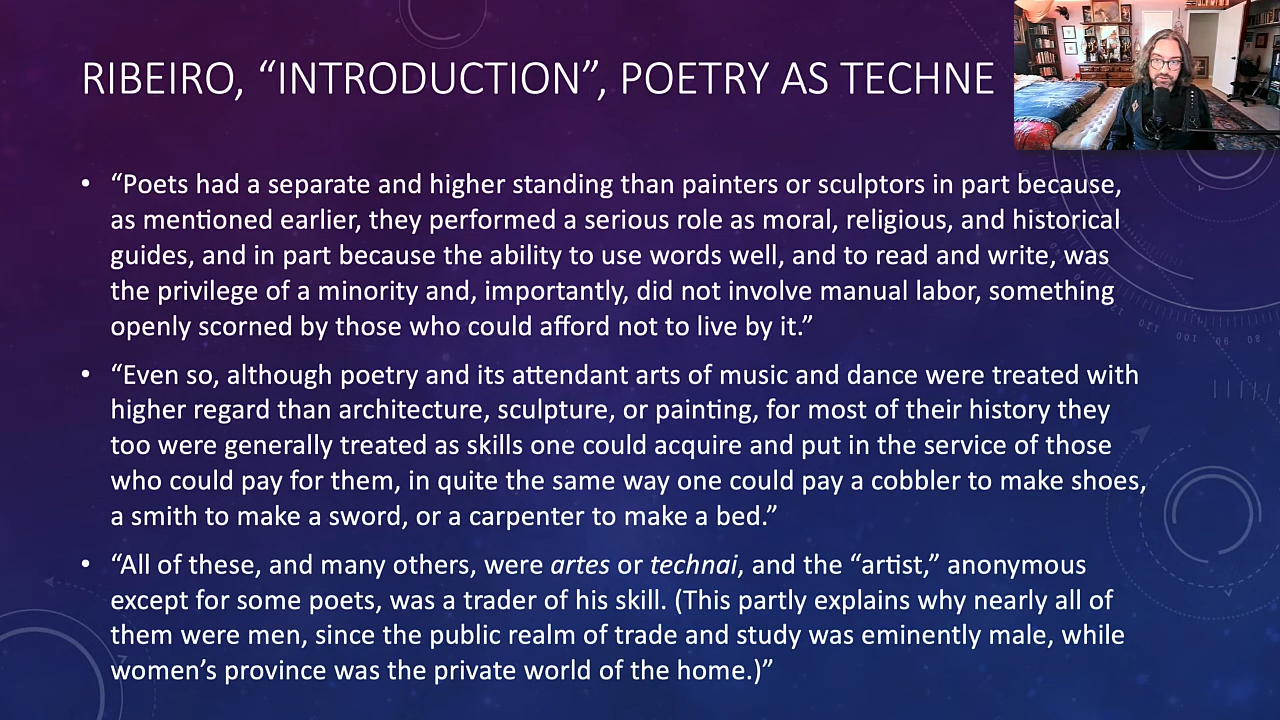 RIBEIRO, “INTRODUCTION”, POETRY AS TECHNE
• “Poets had a separate and higher standing than painters or sculptors in part because,
as mentioned earlier, they performed a serious role as moral, religious, and historical
guides, and in part because the ability to use words well, and to read and write, was
the privilege of a minority and, importantly, did not involve manual labor, something
openly scorned by those who could afford not to live by it.”
• “Even so, although poetry and its attendant arts of music and dance were treated with
higher regard than architecture, sculpture, or painting, for most of their history they
too were generally treated as skills one could acquire and put in the service of those
who could pay for them, in quite the same way one could pay a cobbler to make shoes,
a smith to make a sword, or a carpenter to make a bed.”
• “All of these, and many others, were artes or technai, and the “artist,” anonymous
except for some poets, was a trader of his skill. (This partly explains why nearly all of
them were men, since the public realm of trade and study was eminently male, while
women’s province was the private world of the home.)”